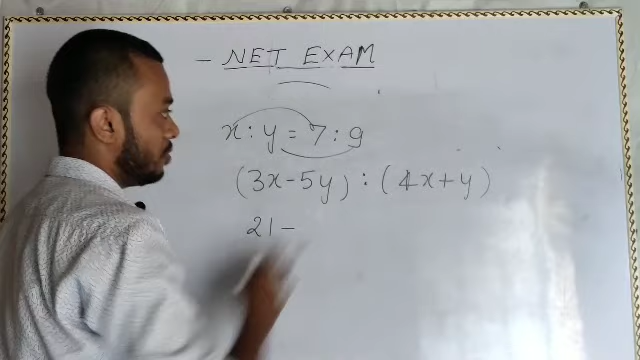 - NET EXAM
x : y = 7 : 9
(3x-5y) : (4x+y)
21-